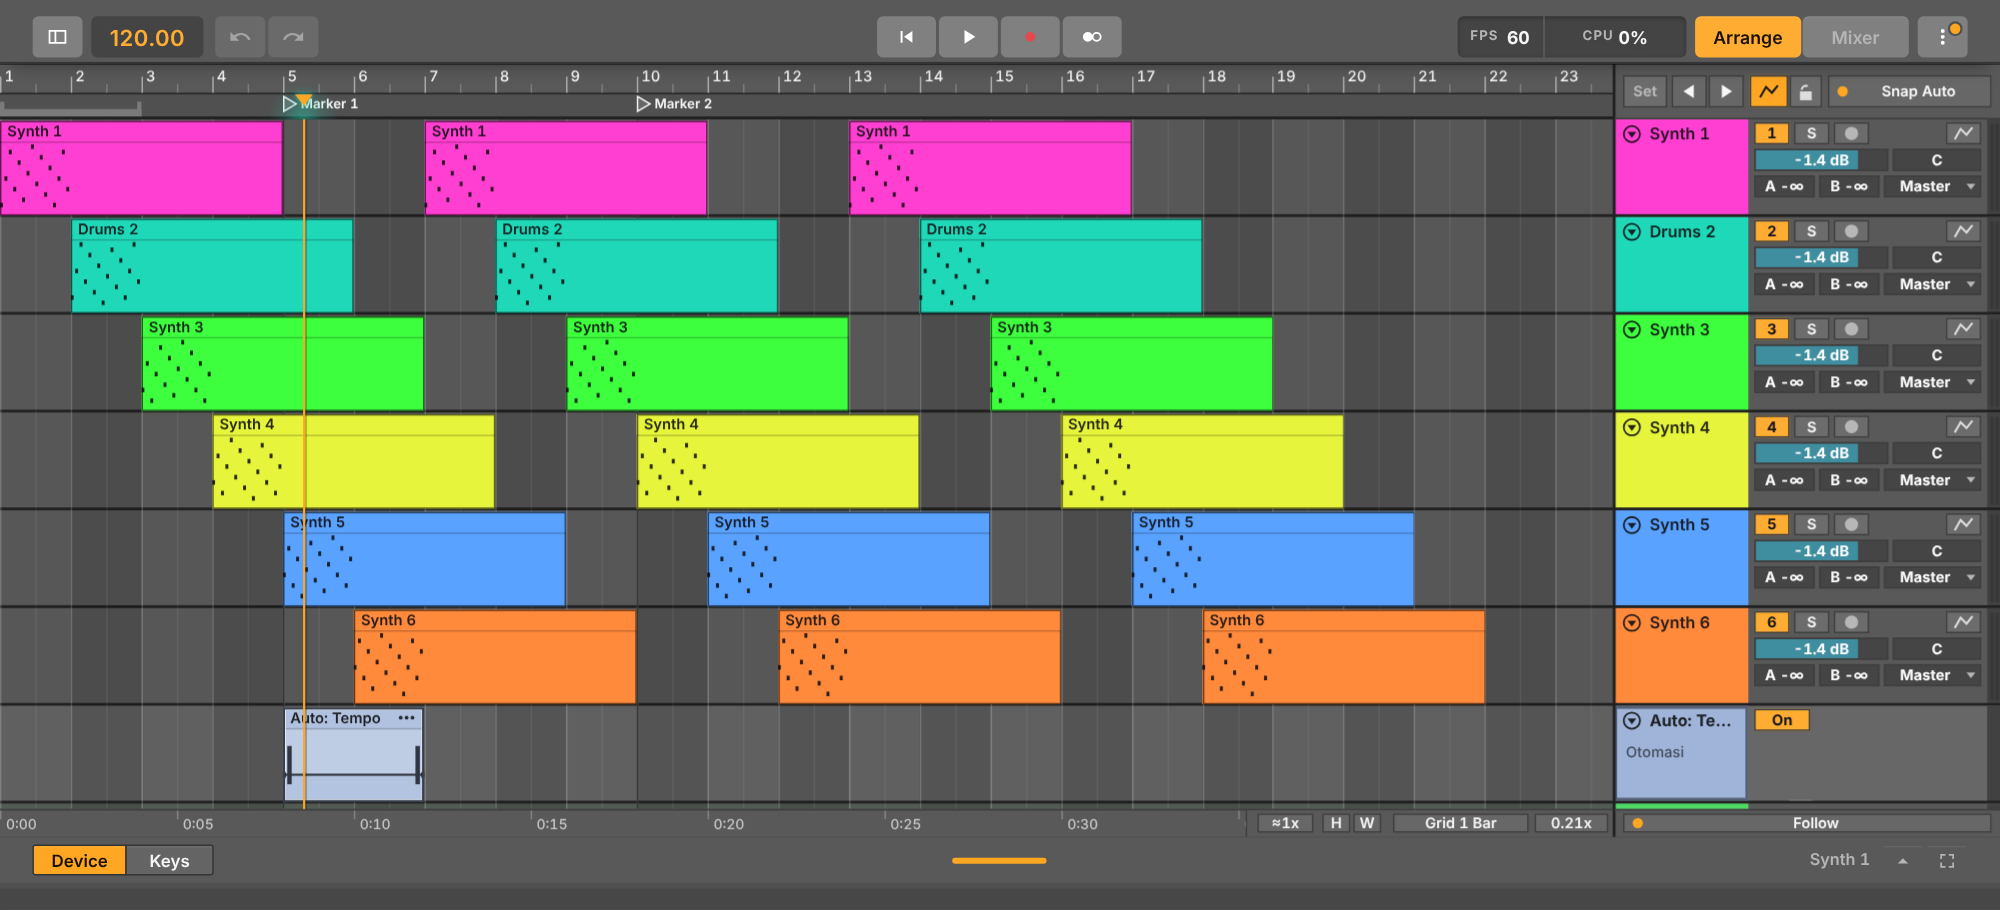 120.00
FPS 60 CPU 0% Arrange Mixer
1 2 3 4 5 6 7 8 9 10 11 12 13 14 15 16 17 18 19 20 21 22 23
Set Snap Auto
Marker 1 Marker 2
Synth 1 Synth 1 Synth 1
Synth 1 1 S
-1.4 dB C
A -∞ B -∞ Master
Drums 2 Drums 2 Drums 2
Drums 2 2 S
-1.4 dB C
A -∞ B -∞ Master
Synth 3 Synth 3 Synth 3
Synth 3 3 S
-1.4 dB C
A -∞ B -∞ Master
Synth 4 Synth 4 Synth 4
Synth 4 4 S
-1.4 dB C
A -∞ B -∞ Master
Synth 5 Synth 5 Synth 5
Synth 5 5 S
-1.4 dB C
A -∞ B -∞ Master
Synth 6 Synth 6 Synth 6
Synth 6 6 S
-1.4 dB C
A -∞ B -∞ Master
Auto: Tempo ···
Auto: Te... On
Otomasi
0:00 0:05 0:10 0:15 0:20 0:25 0:30
≈1x H W Grid 1 Bar 0.21x Follow
Device Keys Synth 1